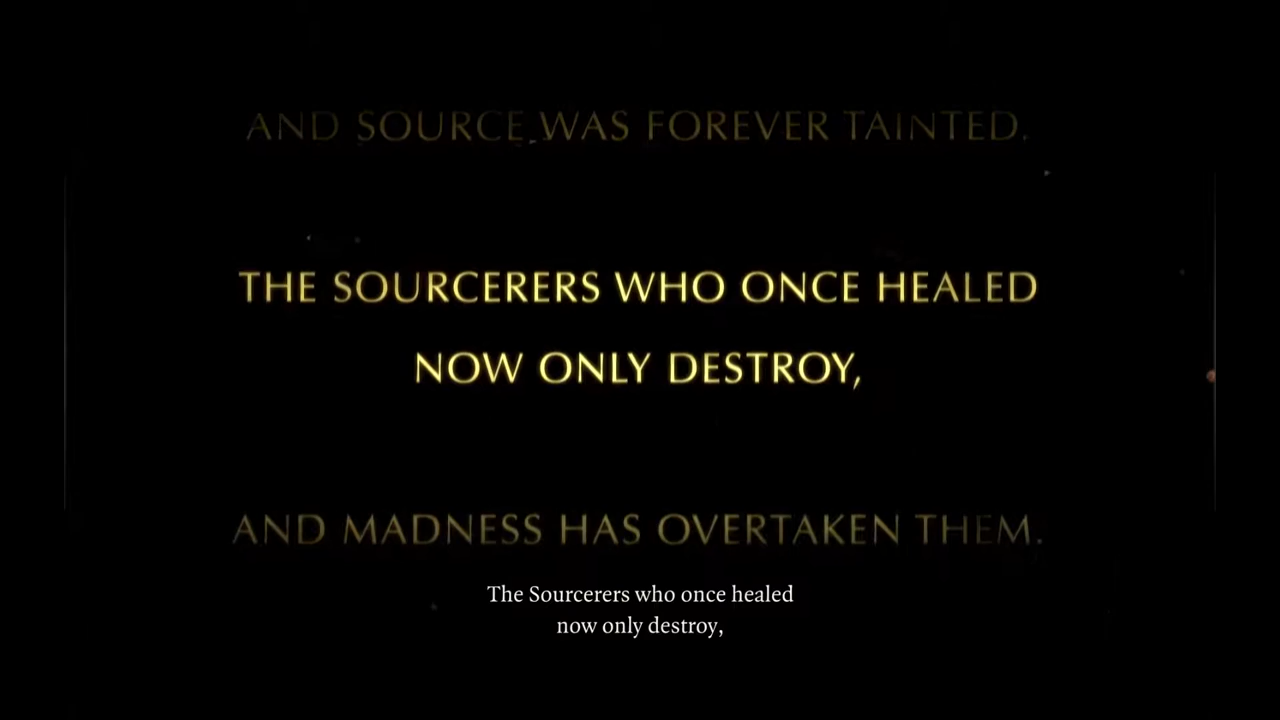 AND SOURCE WAS FOREVER TAINTED.
THE SOURCERERS WHO ONCE HEALED
NOW ONLY DESTROY,
AND MADNESS HAS OVERTAKEN THEM.
The Sourcerers who once healed
now only destroy,